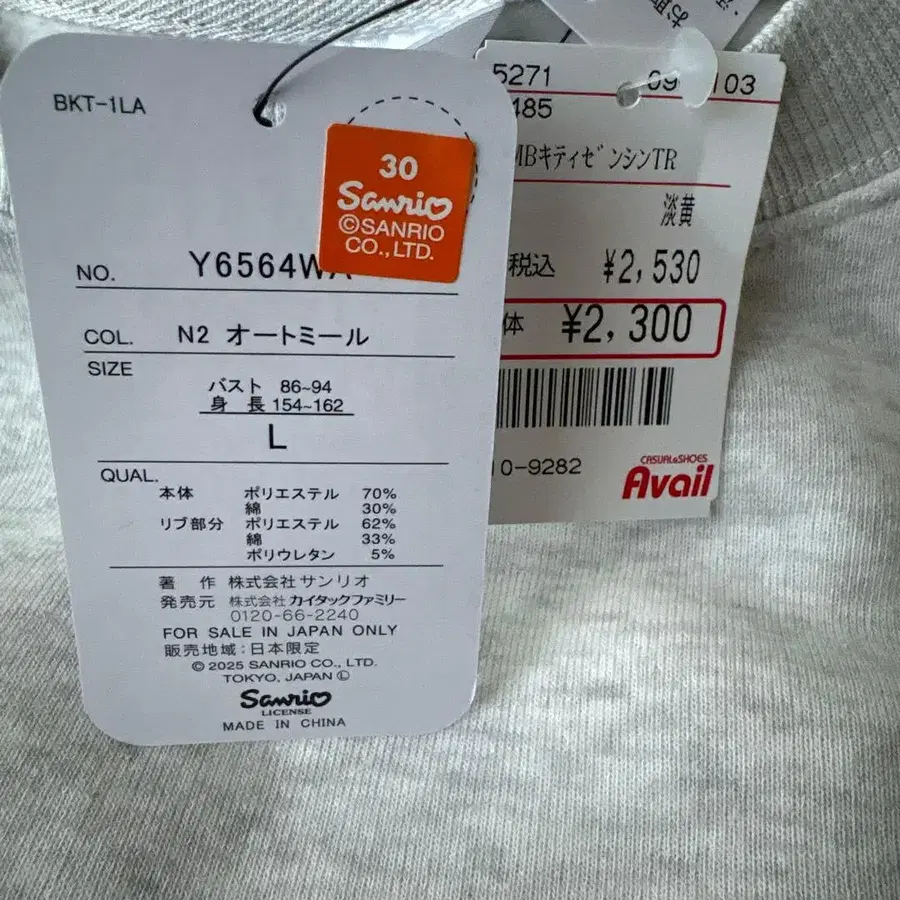 BKT-1LA
30
Sanrio
©SANRIO
CO.,LTD.
NO. Y6564WA
COL. N2 オートミール
SIZE
バスト 86~94
身長 154~162
L
QUAL.
本体 ポリエステル 70%
綿 30%
リブ部分 ポリエステル 62%
綿 33%
ポリウレタン 5%
著作 株式会社サンリオ
発売元 株式会社カイタックファミリー
0120-66-2240
FOR SALE IN JAPAN ONLY
販売地域:日本限定
© 2025 SANRIO CO., LTD.
TOKYO, JAPAN Ⓛ
Sanrio
LICENSE
MADE IN CHINA
5271 09 103
485
MBキティゼンシンTR
淡黄
税込 ¥2,530
体 ¥2,300
10-9282
CASUAL&SHOES
Avail